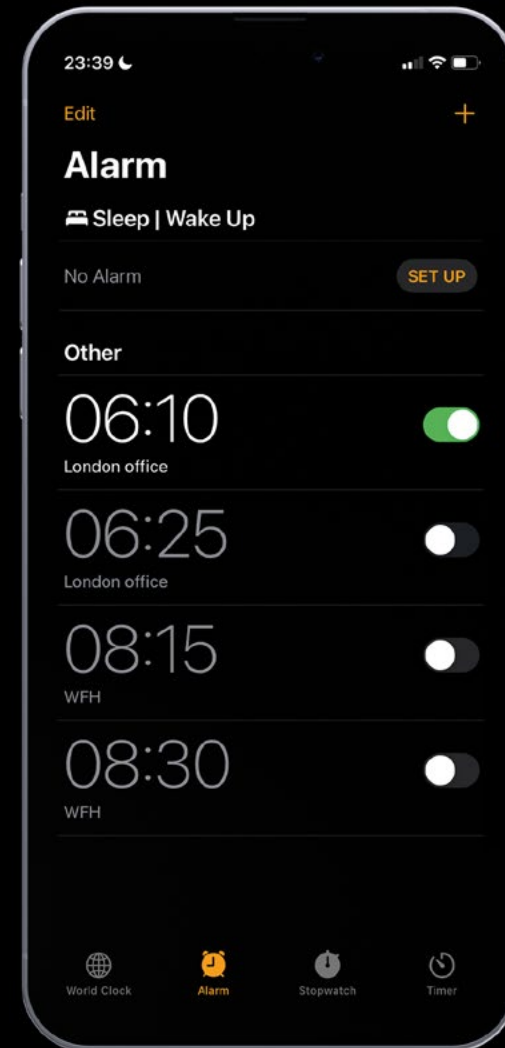 23:39
Edit
+
Alarm
Sleep | Wake Up
No Alarm
SET UP
Other
06:10
London office
06:25
London office
08:15
WFH
08:30
WFH
World Clock
Alarm
Stopwatch
Timer